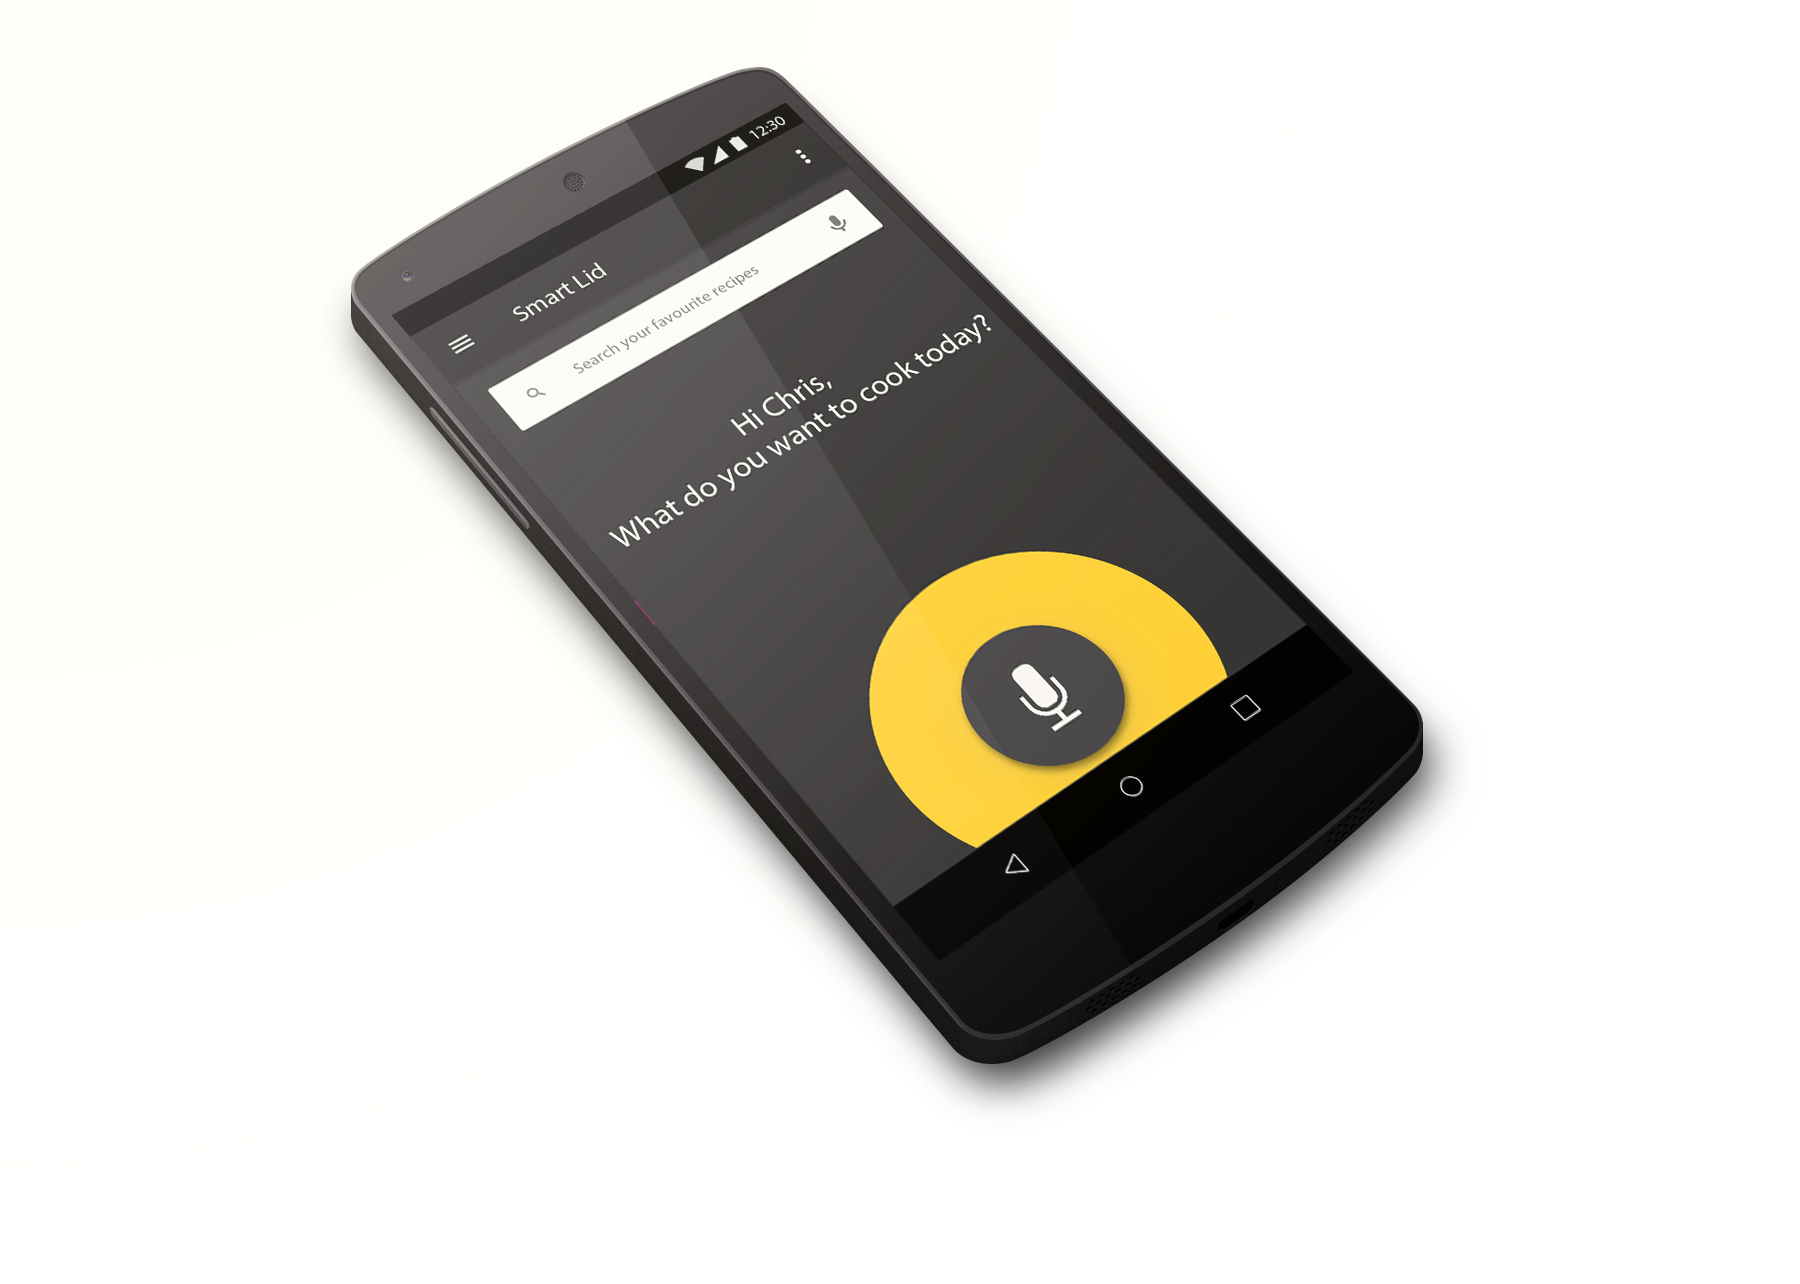 12:30
Smart Lid
Search your favourite recipes
Hi Chris,
What do you want to cook today?